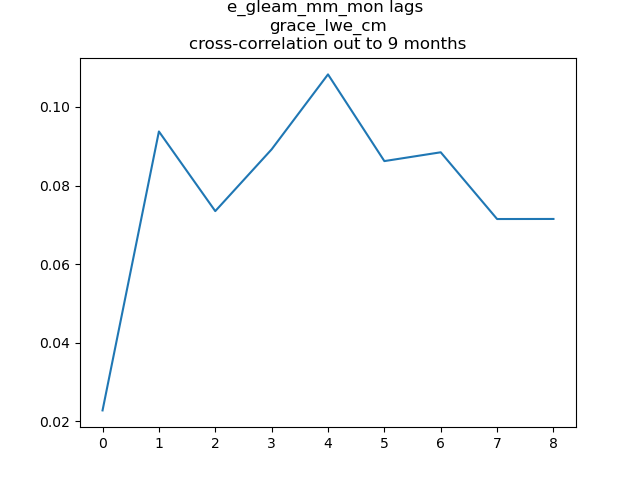 e_gleam_mm_mon lags
grace_lwe_cm
cross-correlation out to 9 months
0.10
0.08
0.06
0.04
0.02
0 1 2 3 4 5 6 7 8